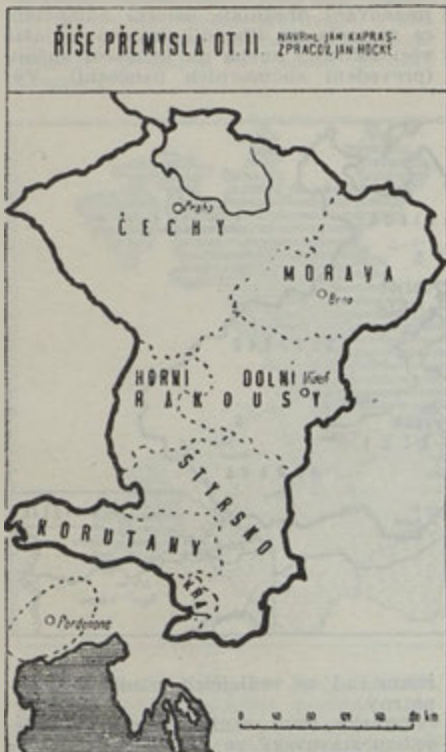 ŘÍŠE PŘEMYSLA OT. II.
NAVRHL JAN KAPRAS-
ZPRACOV. JAN HOCKE
Praha
ČECHY
MORAVA
Brno
HORNÍ DOLNÍ Vídeň
RAKOUSY
ŠTYRSKO
KORUTANY
Pordenone
km